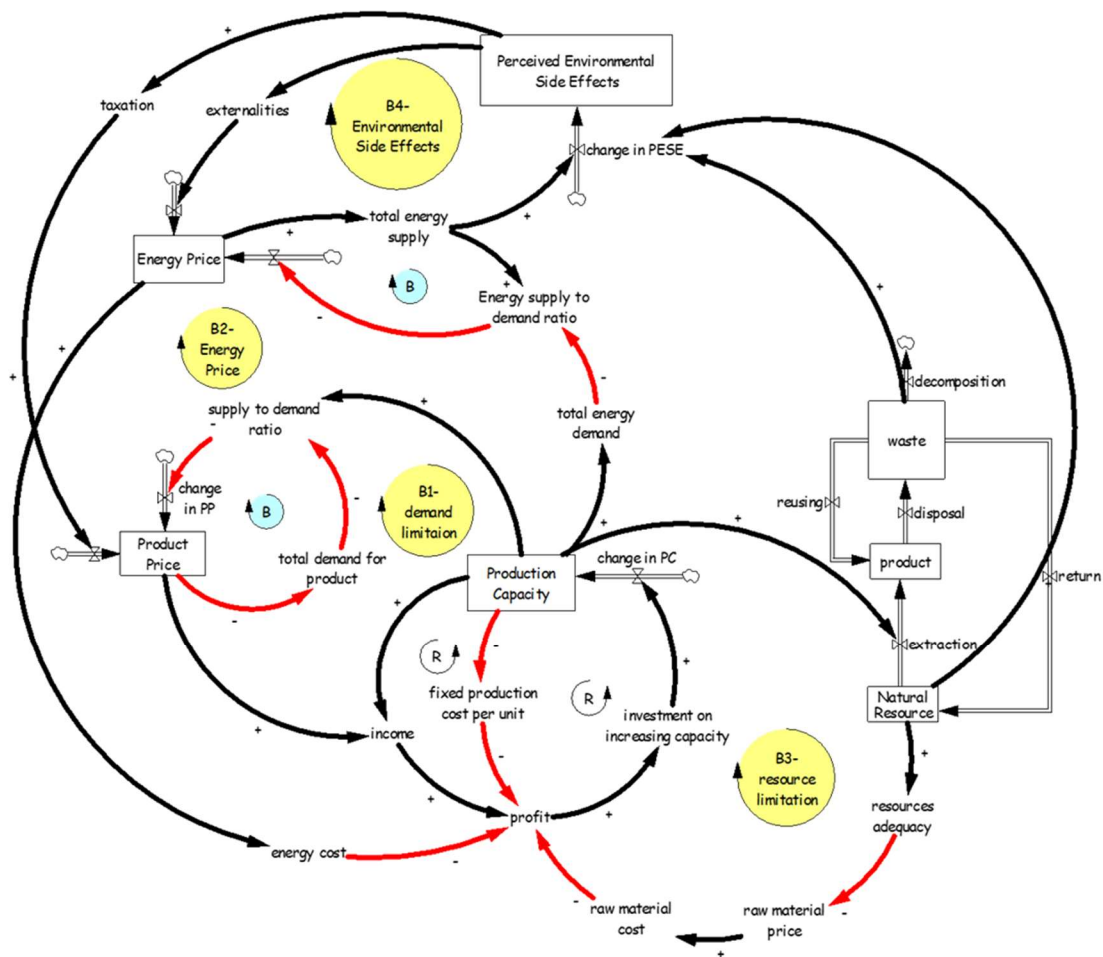 +
Perceived Environmental
Side Effects
taxation
externalities
B4-
Environmental
Side Effects
change in PESE
+
total energy
supply
+
Energy Price
+
B
Energy supply to
demand ratio
-
B2-
Energy
Price
+
+
-
+
decomposition
supply to demand
ratio
+
total energy
demand
waste
-
change
in PP
B
-
B1-
demand
limitaion
reusing
disposal
Product
Price
total demand for
product
+
+
change in PC
product
return
Production
Capacity
-
+
-
extraction
R
+
Natural
Resource
fixed production
cost per unit
R
investment on
increasing capacity
+
income
+
-
B3-
resource
limitation
+
profit
+
resources
adequacy
energy cost
-
-
raw material
cost
raw material
price
-
+